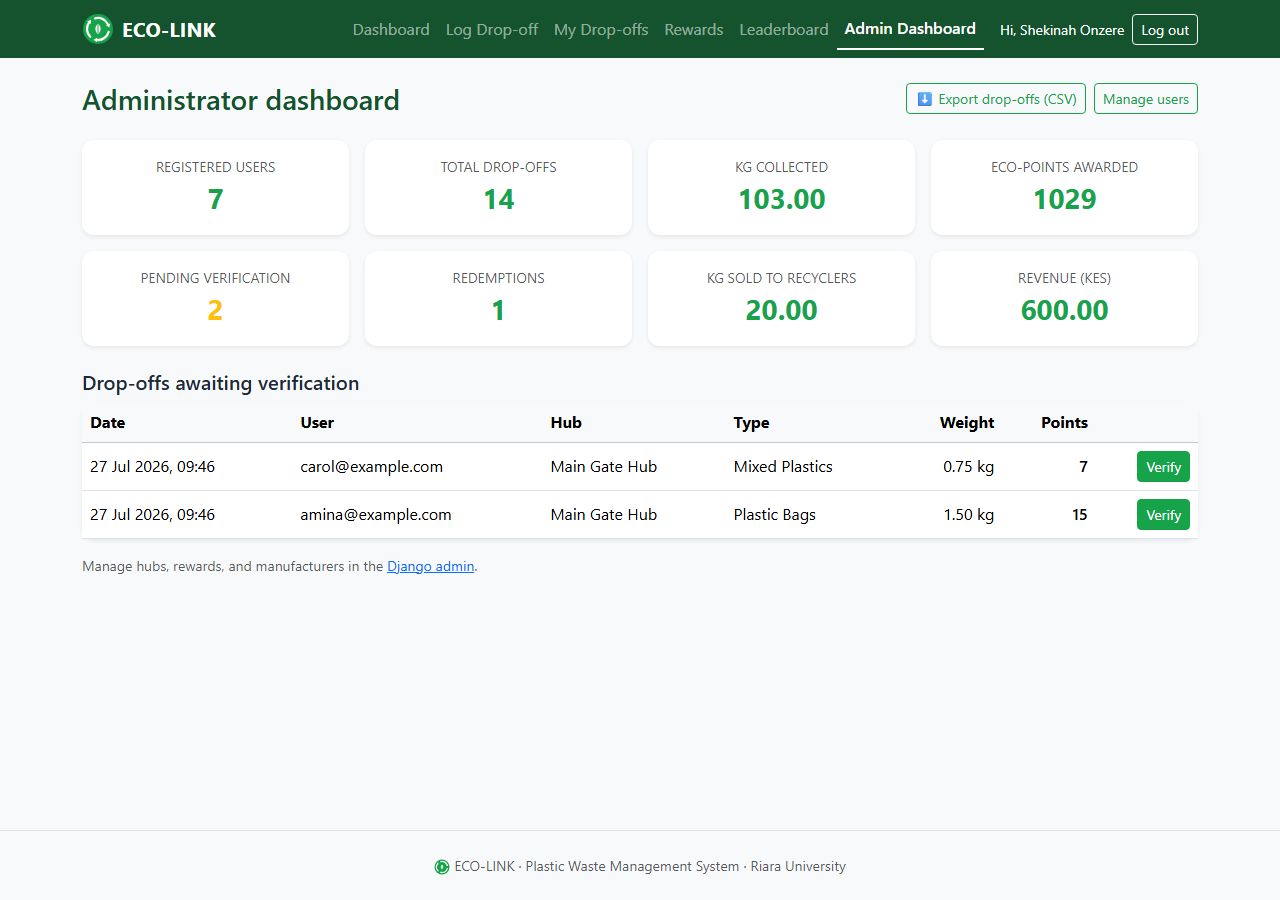 ECO-LINK Dashboard Log Drop-off My Drop-offs Rewards Leaderboard Admin Dashboard Hi, Shekinah Onzere Log out
Administrator dashboard Export drop-offs (CSV) Manage users
REGISTERED USERS TOTAL DROP-OFFS KG COLLECTED ECO-POINTS AWARDED
7 14 103.00 1029
PENDING VERIFICATION REDEMPTIONS KG SOLD TO RECYCLERS REVENUE (KES)
2 1 20.00 600.00
Drop-offs awaiting verification
Date User Hub Type Weight Points
27 Jul 2026, 09:46 carol@example.com Main Gate Hub Mixed Plastics 0.75 kg 7 Verify
27 Jul 2026, 09:46 amina@example.com Main Gate Hub Plastic Bags 1.50 kg 15 Verify
Manage hubs, rewards, and manufacturers in the Django admin.
ECO-LINK · Plastic Waste Management System · Riara University